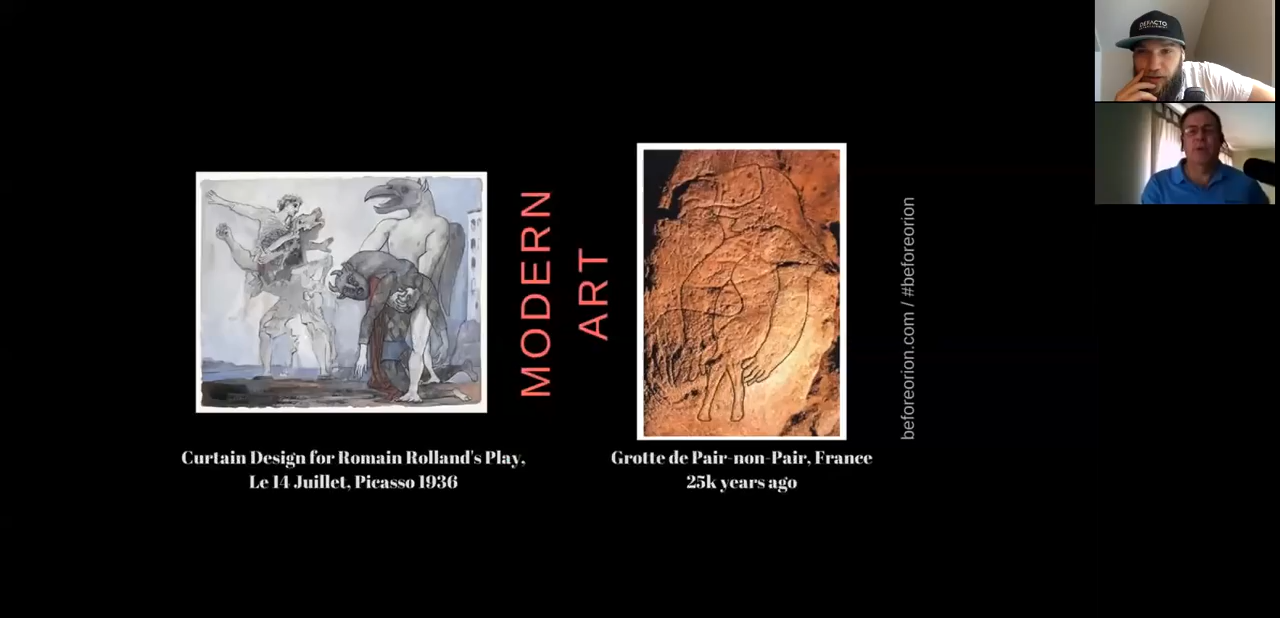 MODERN
ART
Curtain Design for Romain Rolland's Play,
Le 14 Juillet, Picasso 1936
Grotte de Pair-non-Pair, France
25k years ago
beforeorion.com / #beforeorion
DEFACTO